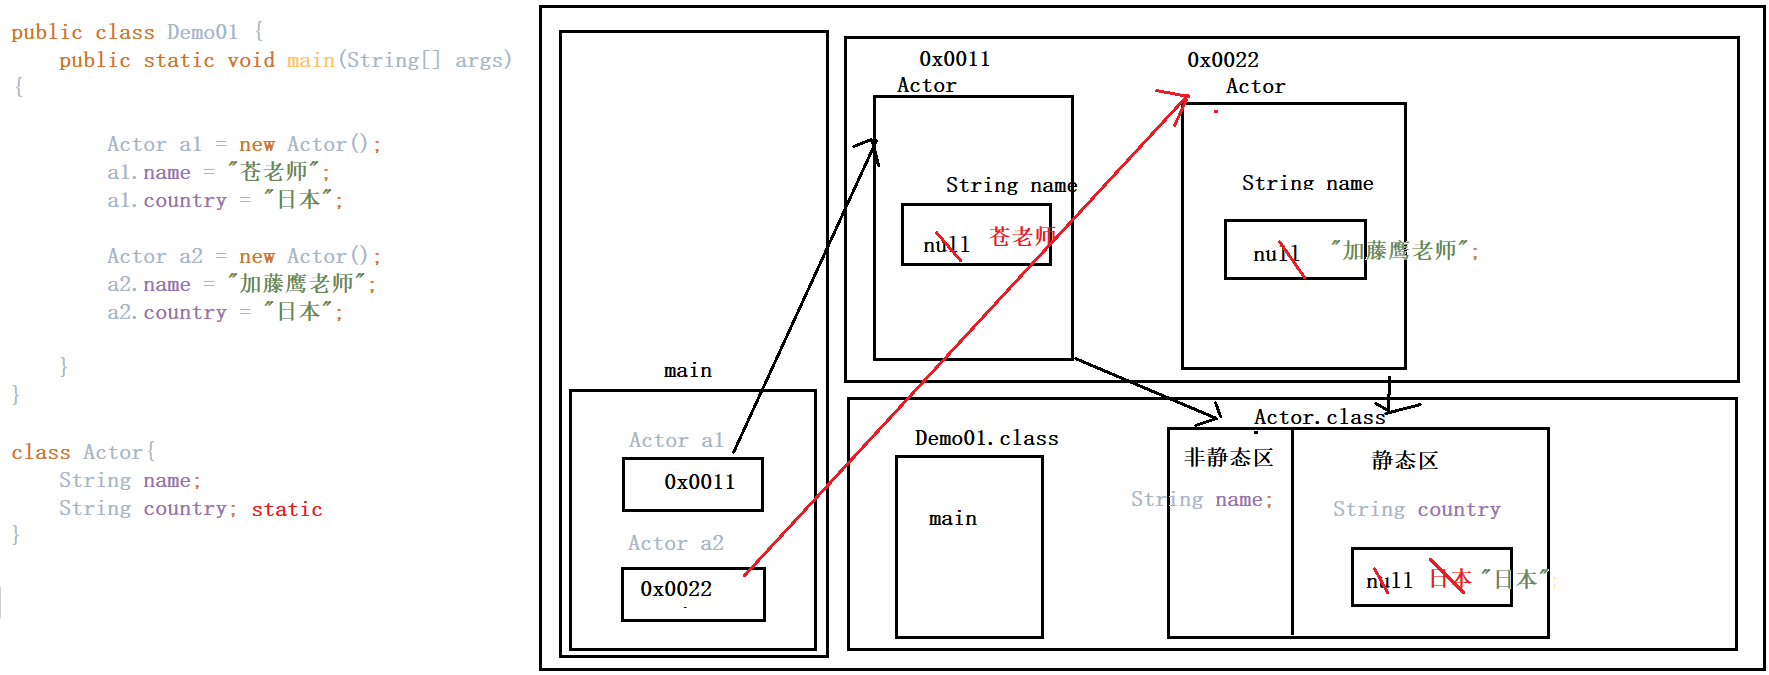 public class Demo01 {
public static void main(String[] args)
{
Actor a1 = new Actor();
a1.name = "苍老师";
a1.country = "日本";
Actor a2 = new Actor();
a2.name = "加藤鹰老师";
a2.country = "日本";
}
}
class Actor{
String name;
String country; static
}
main
Actor a1
0x0011
Actor a2
0x0022
0x0011
Actor
String name
null 苍老师
0x0022
Actor
String name
null "加藤鹰老师";
Demo01.class
main
Actor.class
非静态区
String name;
静态区
String country
null 日本 "日本";